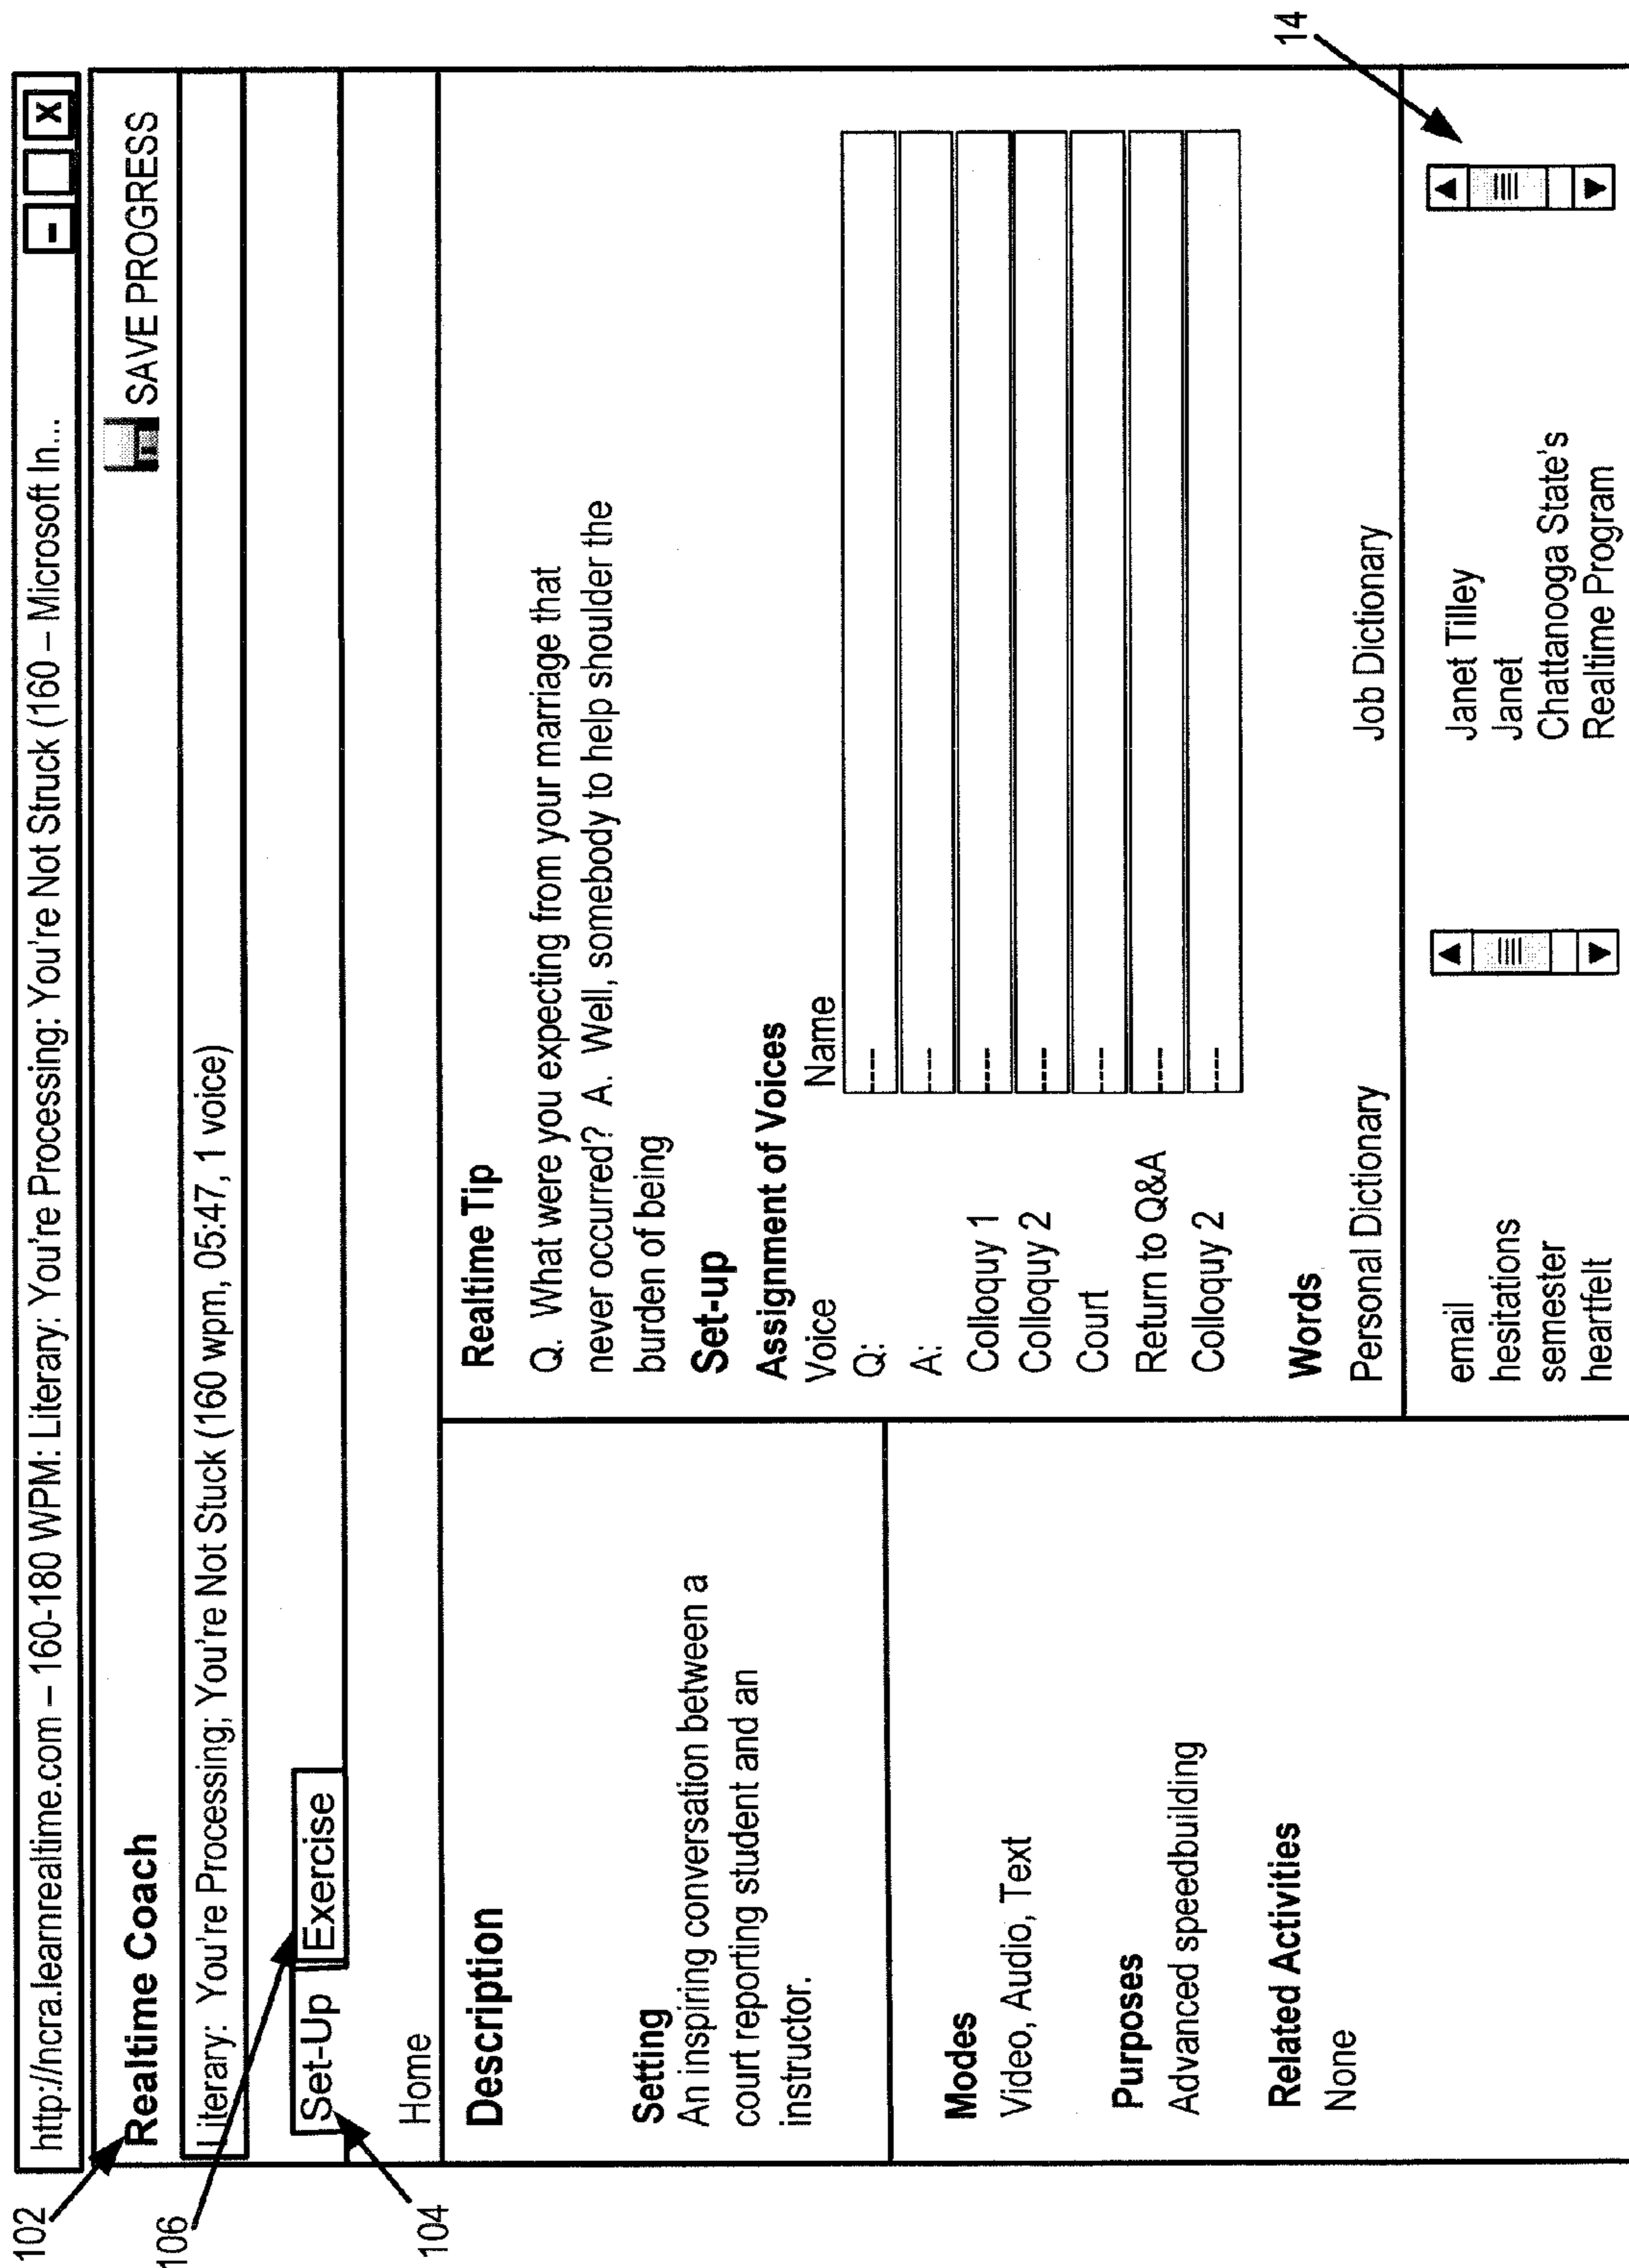 http://ncra.learnrealtime.com – 160-180 WPM: Literary: You're Processing: You're Not Struck (160 – Microsoft In...
- X
102
Realtime Coach
SAVE PROGRESS
Literary: You're Processing; You're Not Stuck (160 wpm, 05:47, 1 voice)
106
Set-Up
Exercise
104
Home
Description
Setting
An inspiring conversation between a
court reporting student and an
instructor.
Modes
Video, Audio, Text
Purposes
Advanced speedbuilding
Related Activities
None
Realtime Tip
Q. What were you expecting from your marriage that
never occurred? A. Well, somebody to help shoulder the
burden of being
Set-up
Assignment of Voices
Voice Name
Q: ----
A: ----
Colloquy 1 ----
Colloquy 2 ----
Court ----
Return to Q&A ----
Colloquy 2 ----
Words
Personal Dictionary Job Dictionary
14
email
hesitations
semester
heartfelt
Janet Tilley
Janet
Chattanooga State's
Realtime Program